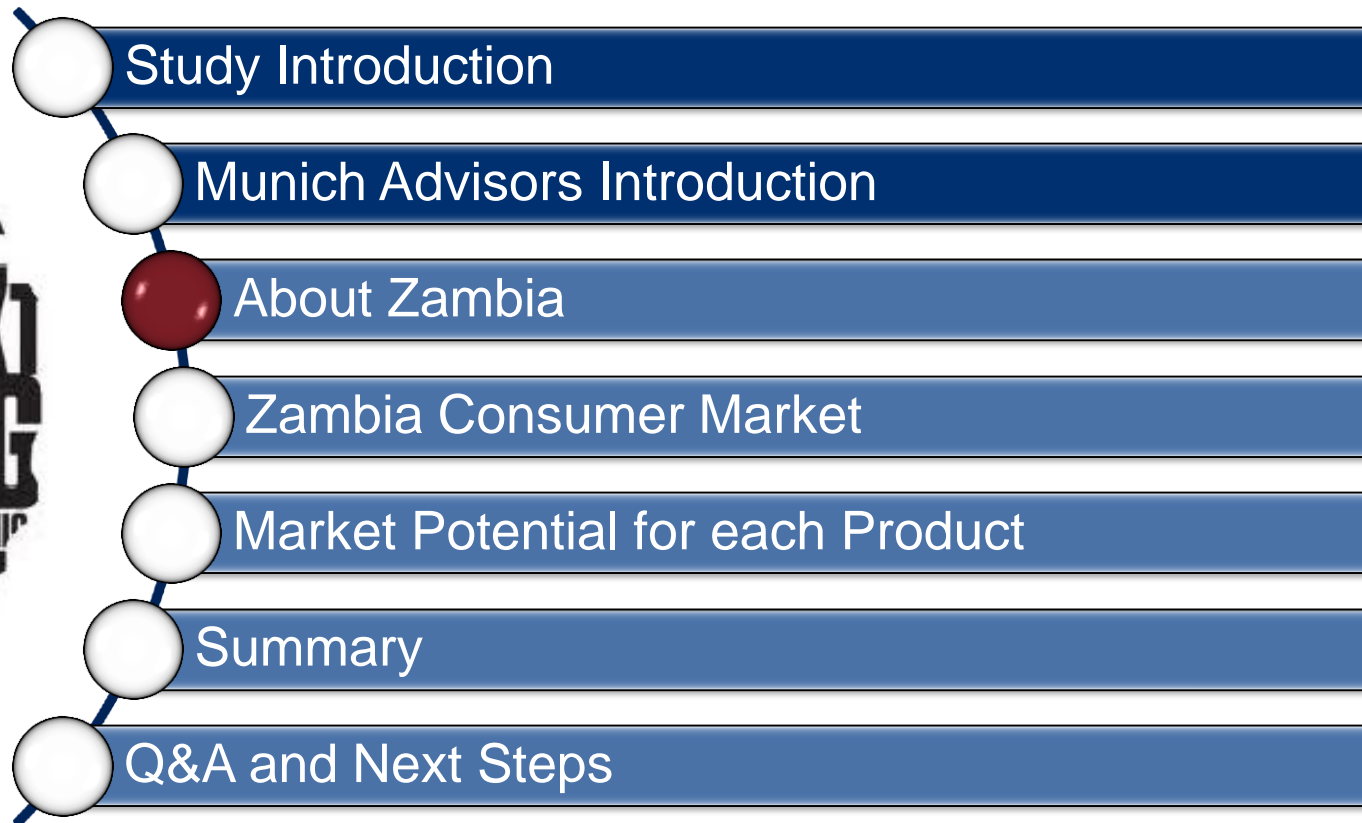 Study Introduction
Munich Advisors Introduction
About Zambia
Zambia Consumer Market
Market Potential for each Product
Summary
Q&A and Next Steps